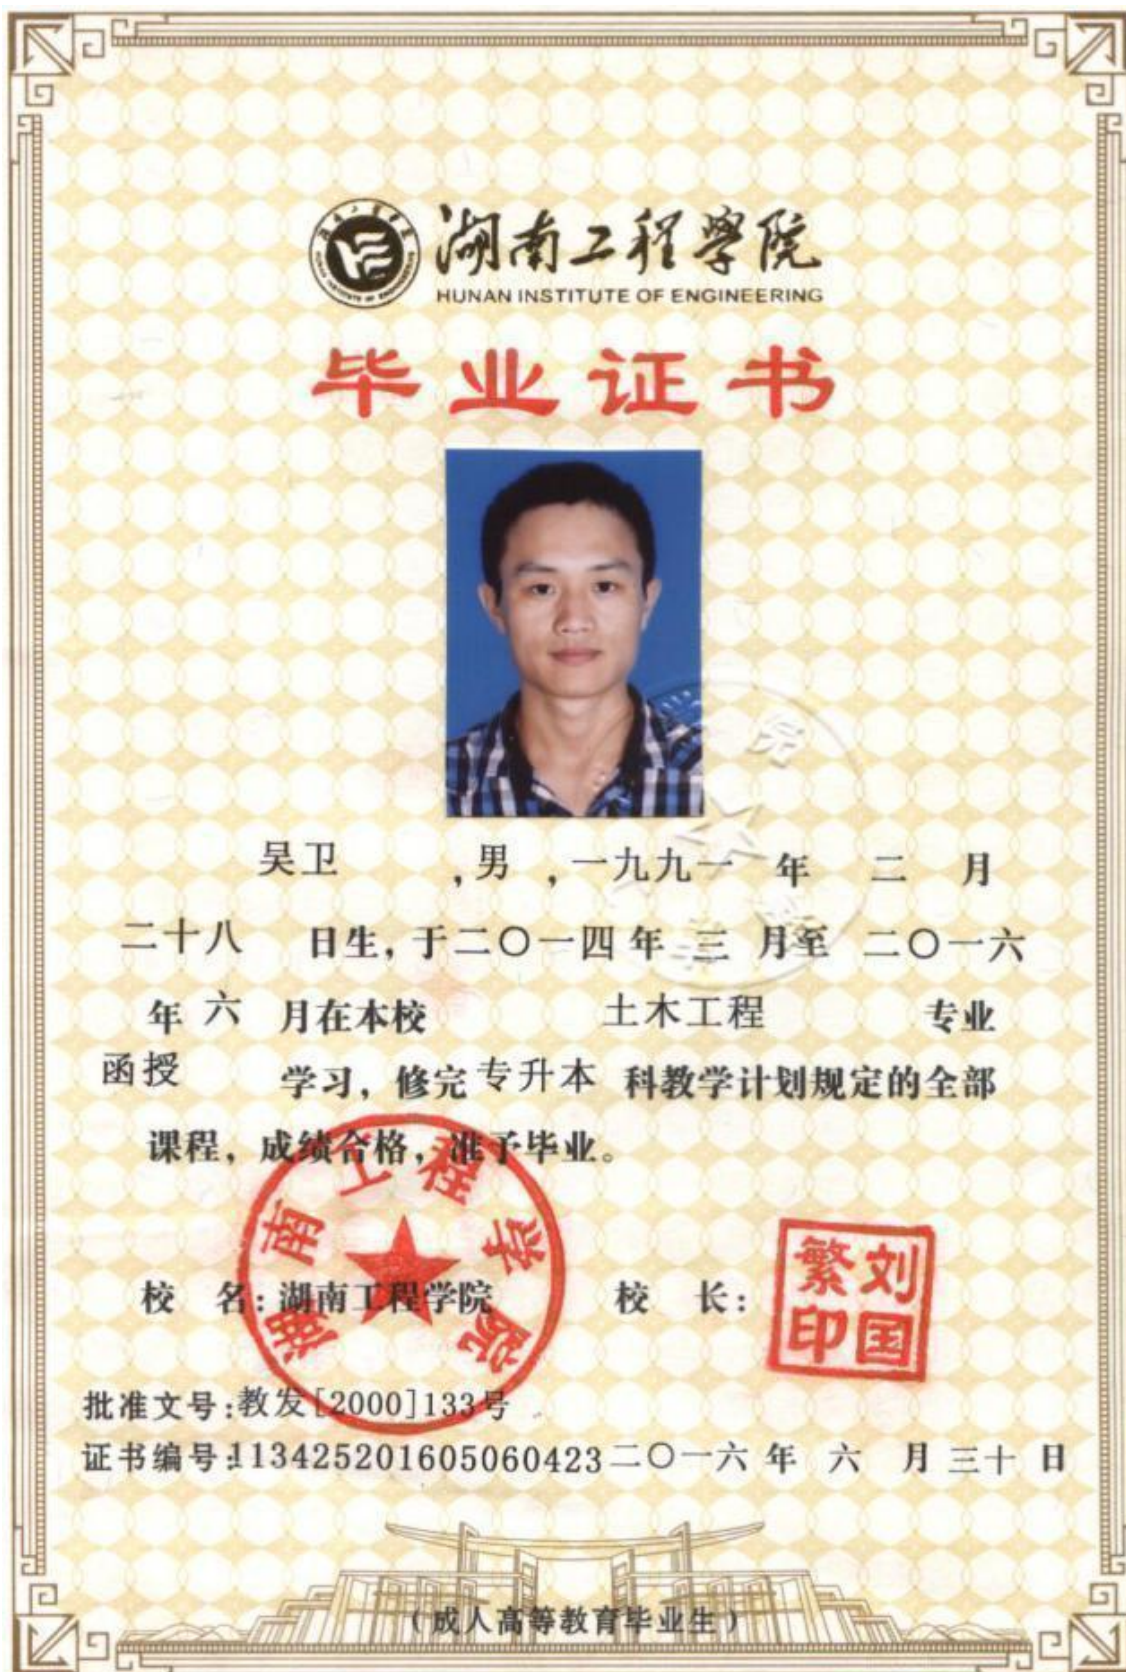 湖南工程學院
HUNAN INSTITUTE OF ENGINEERING
毕业证书
吴卫 ,男 ,一九九一 年 二 月
二十八 日生,于二〇一四年 三 月至 二〇一六
年 六 月在本校 土木工程 专业
函授 学习，修完 专升本 科教学计划规定的全部
课程，成绩合格，准予毕业。
湖南工程学院
校 名: 湖南工程学院 校 长:
刘国繁印
批准文号:教发[2000]133号
证书编号:113425201605060423 二〇一六 年 六 月 三十 日
(成人高等教育毕业生)